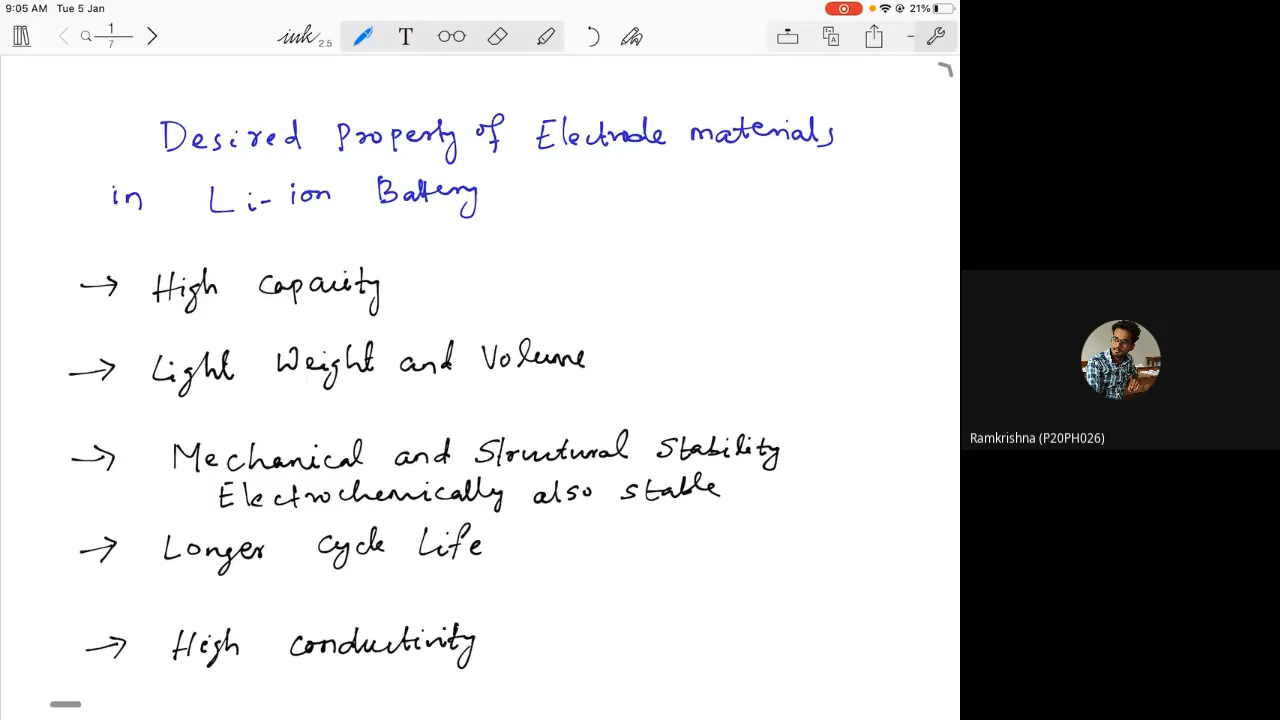 9:05 AM Tue 5 Jan
21%
1
7
ink 2.5
T
Desired Property of Electrode materials
in Li-ion Battery
→ High capacity
→ Light Weight and Volume
→ Mechanical and Structural Stability
Electrochemically also stable
→ Longer Cycle Life
→ High conductivity
Ramkrishna (P20PH026)